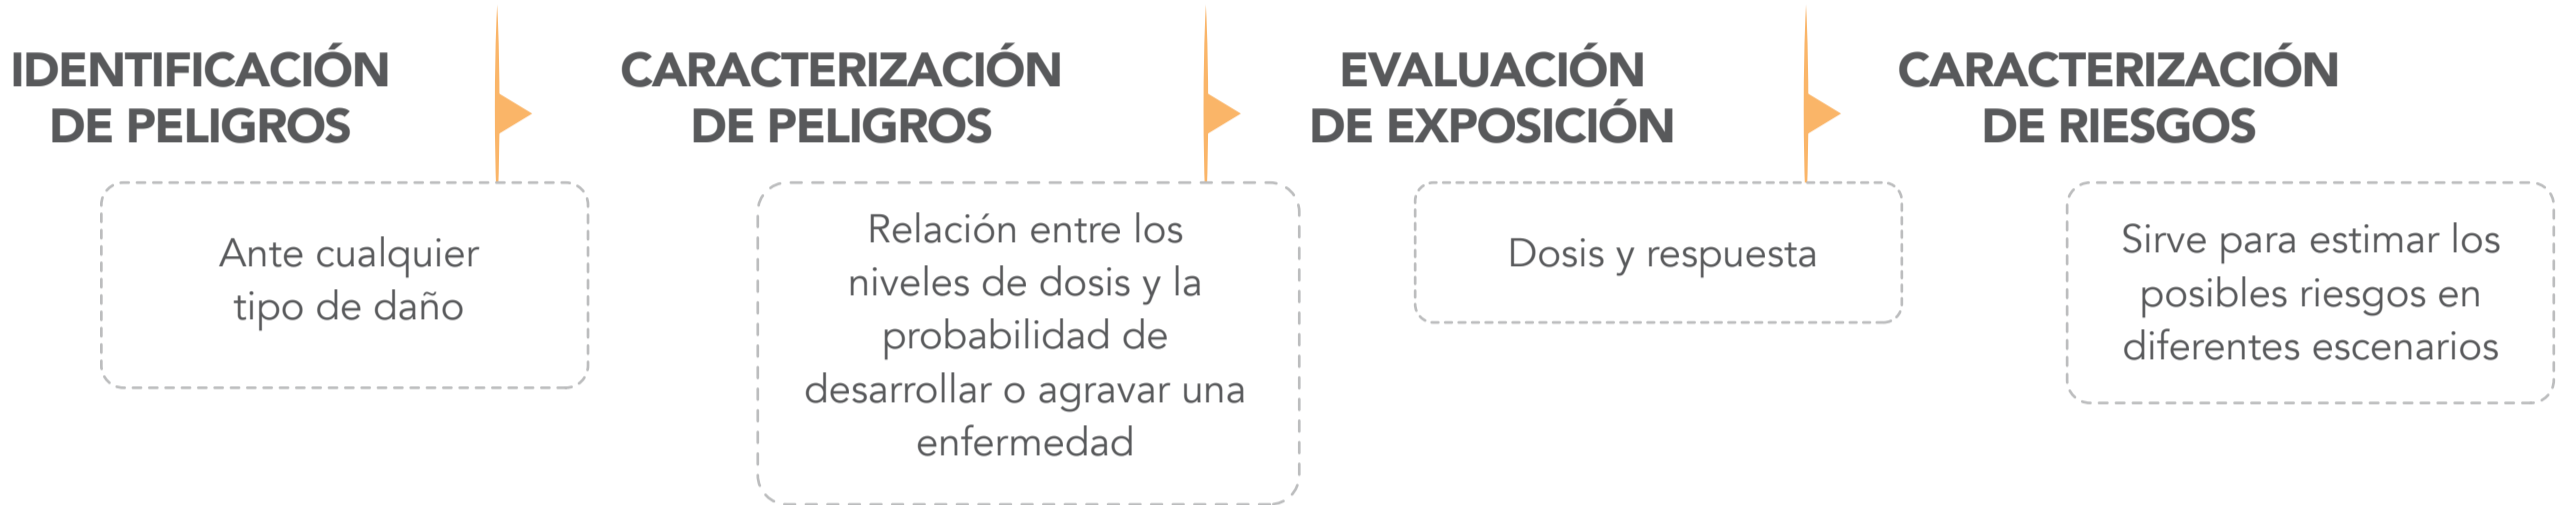 IDENTIFICACIÓN
DE PELIGROS
Ante cualquier
tipo de daño
CARACTERIZACIÓN
DE PELIGROS
Relación entre los
niveles de dosis y la
probabilidad de
desarrollar o agravar una
enfermedad
EVALUACIÓN
DE EXPOSICIÓN
Dosis y respuesta
CARACTERIZACIÓN
DE RIESGOS
Sirve para estimar los
posibles riesgos en
diferentes escenarios